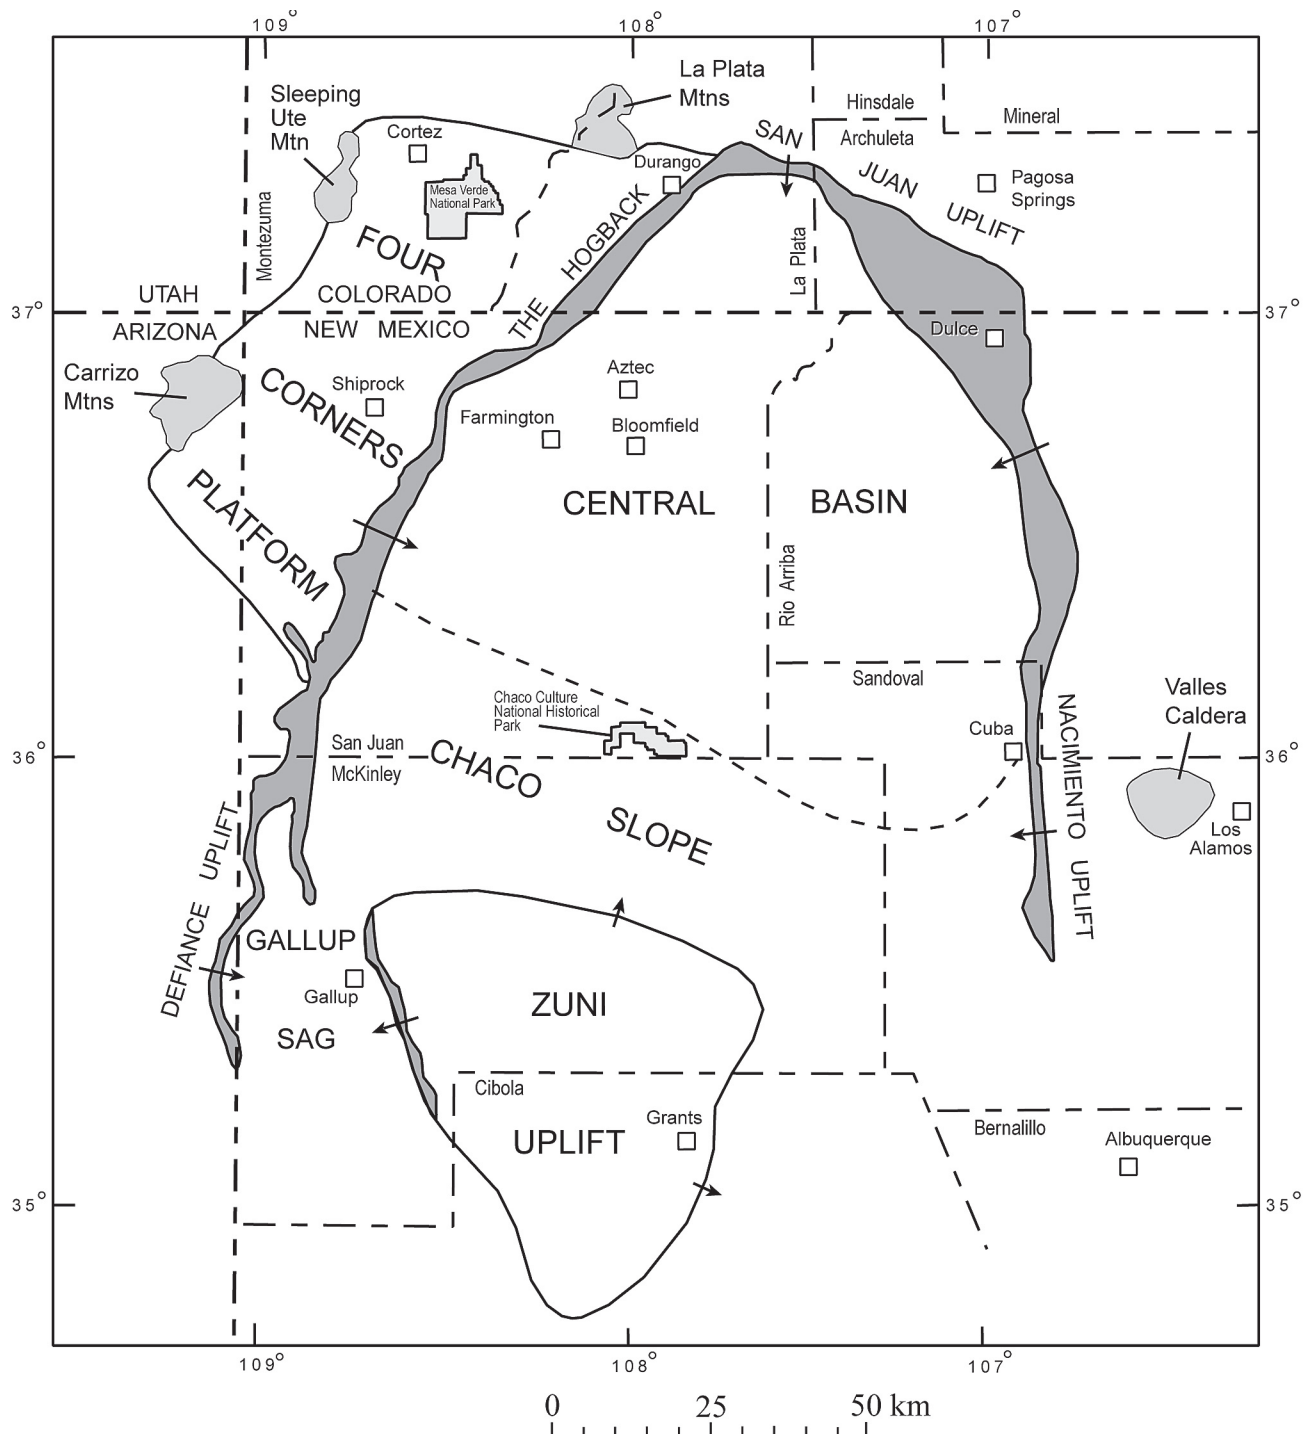 109°
108°
107°
La Plata
Mtns
Sleeping
Ute
Mtn
Hinsdale
Mineral
Cortez
SAN
Archuleta
Durango
JUAN
Pagosa
Springs
Mesa Verde
National Park
UPLIFT
Montezuma
FOUR
HOGBACK
La Plata
UTAH
COLORADO
37°
37°
ARIZONA
NEW MEXICO
THE
Dulce
Carrizo
Mtns
CORNERS
Shiprock
Aztec
Farmington
Bloomfield
PLATFORM
CENTRAL
BASIN
Rio Arriba
Sandoval
Chaco Culture
National Historical
Park
Valles
Caldera
Cuba
NACIMIENTO UPLIFT
36°
San Juan
36°
McKinley
CHACO
SLOPE
Los
Alamos
DEFIANCE UPLIFT
GALLUP
Gallup
ZUNI
SAG
Cibola
Grants
UPLIFT
Bernalillo
Albuquerque
35°
35°
109°
108°
107°
0 25 50 km